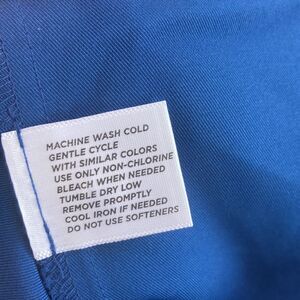 MACHINE WASH COLD
GENTLE CYCLE
WITH SIMILAR COLORS
USE ONLY NON-CHLORINE
BLEACH WHEN NEEDED
TUMBLE DRY LOW
REMOVE PROMPTLY
COOL IRON IF NEEDED
DO NOT USE SOFTENERS